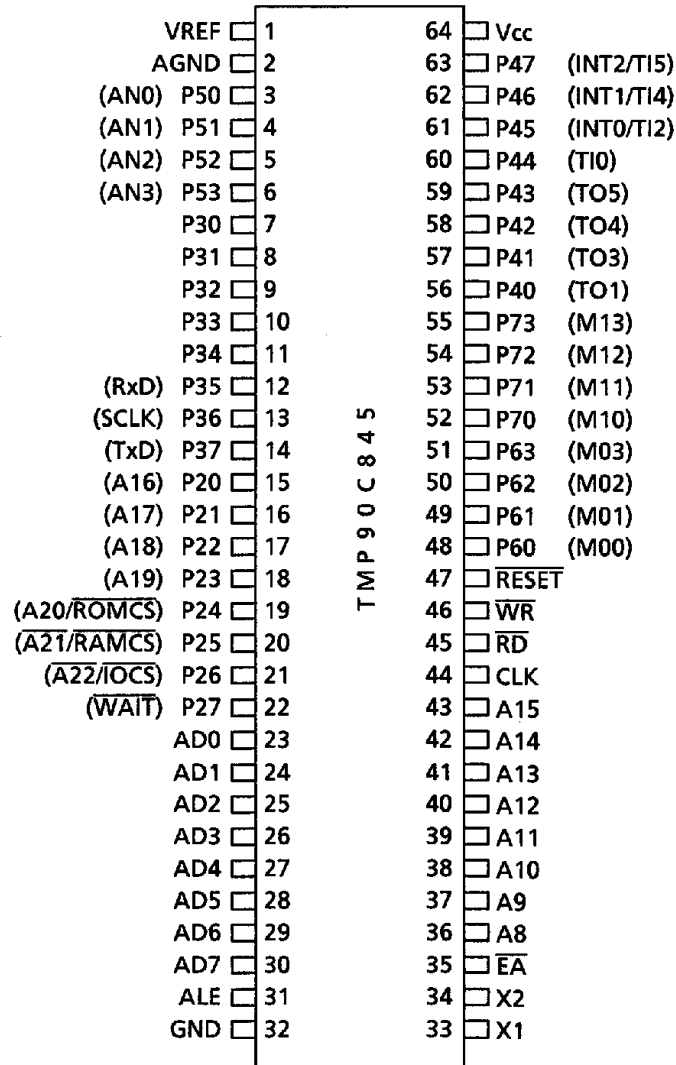 VREF 1 64 Vcc
AGND 2 63 P47 (INT2/TI5)
(AN0) P50 3 62 P46 (INT1/TI4)
(AN1) P51 4 61 P45 (INT0/TI2)
(AN2) P52 5 60 P44 (TI0)
(AN3) P53 6 59 P43 (TO5)
P30 7 58 P42 (TO4)
P31 8 57 P41 (TO3)
P32 9 56 P40 (TO1)
P33 10 55 P73 (M13)
P34 11 54 P72 (M12)
(RxD) P35 12 53 P71 (M11)
(SCLK) P36 13 52 P70 (M10)
(TxD) P37 14 51 P63 (M03)
(A16) P20 15 50 P62 (M02)
(A17) P21 16 49 P61 (M01)
(A18) P22 17 48 P60 (M00)
(A19) P23 18 47 RESET
(A20/ROMCS) P24 19 46 WR
(A21/RAMCS) P25 20 45 RD
(A22/IOCS) P26 21 44 CLK
(WAIT) P27 22 43 A15
AD0 23 42 A14
AD1 24 41 A13
AD2 25 40 A12
AD3 26 39 A11
AD4 27 38 A10
AD5 28 37 A9
AD6 29 36 A8
AD7 30 35 EA
ALE 31 34 X2
GND 32 33 X1
TMP90C845